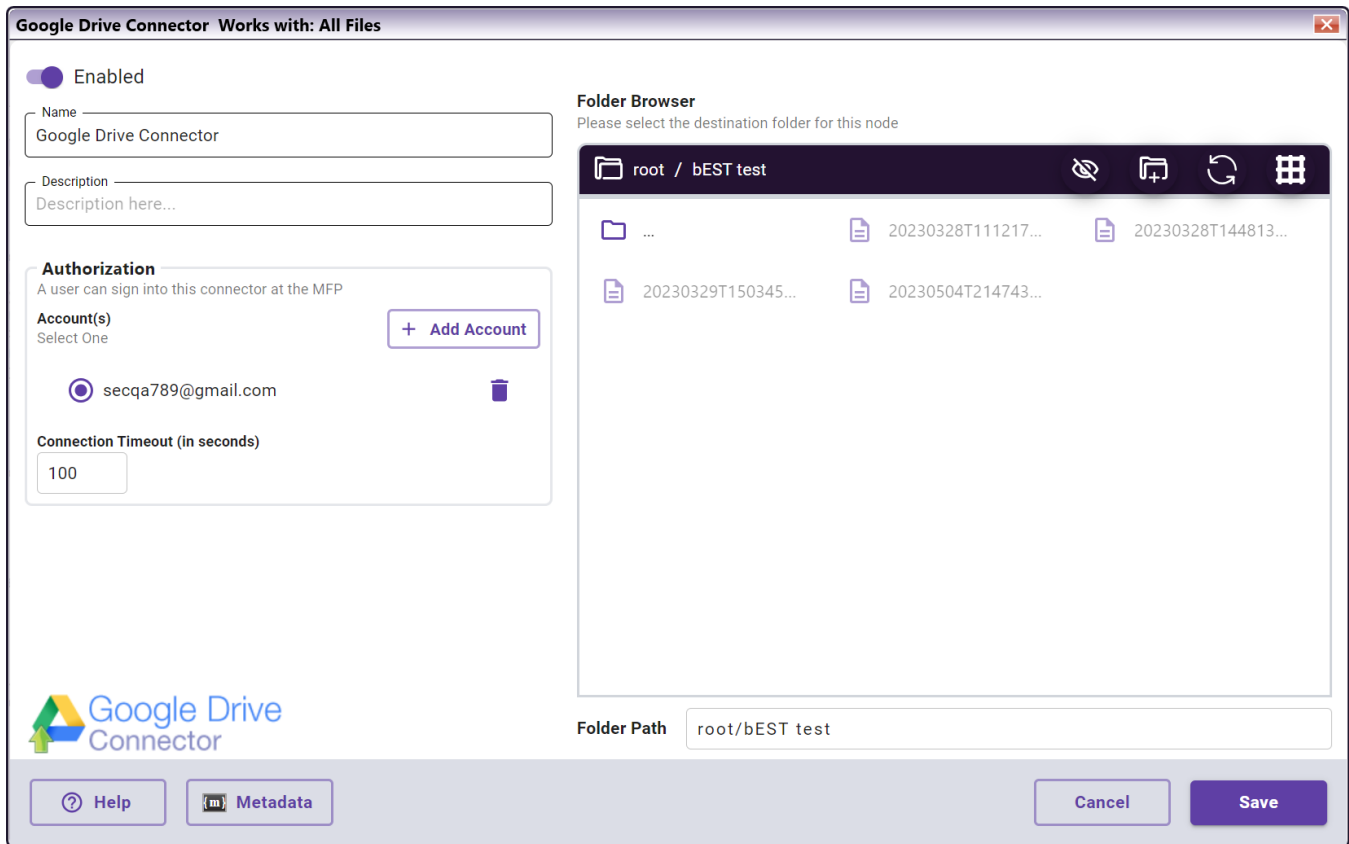 Google Drive Connector Works with: All Files
Enabled
Name
Google Drive Connector
Description
Description here...
Authorization
A user can sign into this connector at the MFP
Account(s)
Select One
+ Add Account
secqa789@gmail.com
Connection Timeout (in seconds)
100
Google Drive
Connector
Folder Browser
Please select the destination folder for this node
root / bEST test
...
20230328T111217...
20230328T144813...
20230329T150345...
20230504T214743...
Folder Path
root/bEST test
Help
{m} Metadata
Cancel
Save